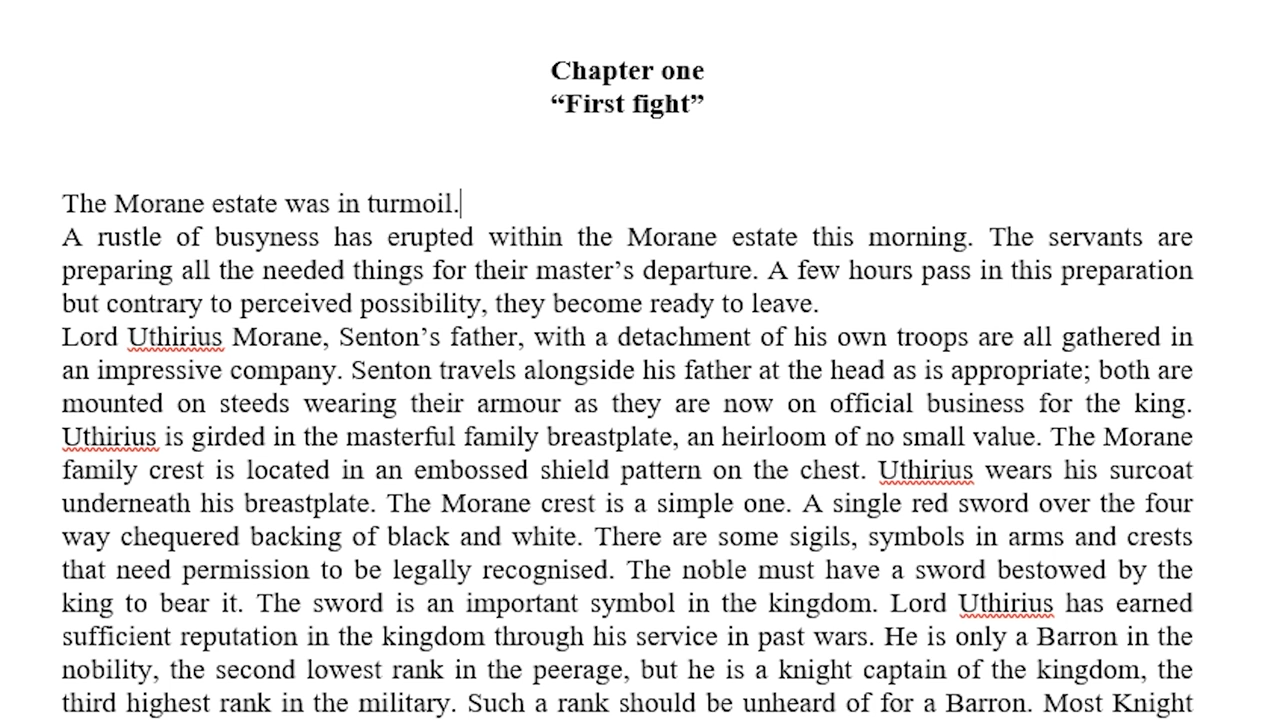 Chapter one
“First fight”
The Morane estate was in turmoil.
A rustle of busyness has erupted within the Morane estate this morning. The servants are
preparing all the needed things for their master’s departure. A few hours pass in this preparation
but contrary to perceived possibility, they become ready to leave.
Lord Uthirius Morane, Senton’s father, with a detachment of his own troops are all gathered in
an impressive company. Senton travels alongside his father at the head as is appropriate; both are
mounted on steeds wearing their armour as they are now on official business for the king.
Uthirius is girded in the masterful family breastplate, an heirloom of no small value. The Morane
family crest is located in an embossed shield pattern on the chest. Uthirius wears his surcoat
underneath his breastplate. The Morane crest is a simple one. A single red sword over the four
way chequered backing of black and white. There are some sigils, symbols in arms and crests
that need permission to be legally recognised. The noble must have a sword bestowed by the
king to bear it. The sword is an important symbol in the kingdom. Lord Uthirius has earned
sufficient reputation in the kingdom through his service in past wars. He is only a Barron in the
nobility, the second lowest rank in the peerage, but he is a knight captain of the kingdom, the
third highest rank in the military. Such a rank should be unheard of for a Barron. Most Knight